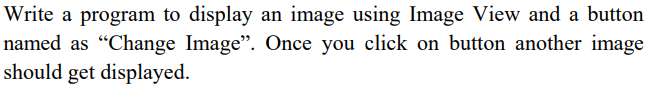 Write a program to display an image using Image View and a button
named as “Change Image”. Once you click on button another image
should get displayed.